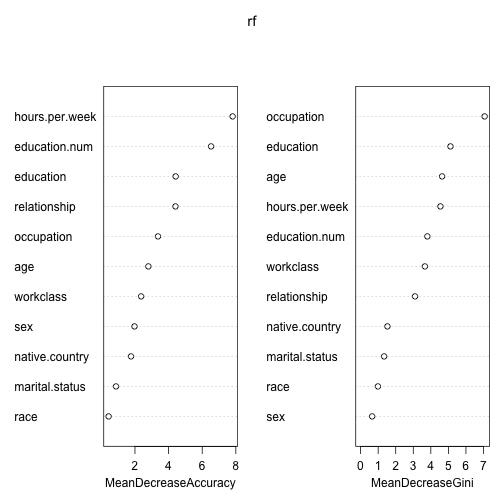 rf
hours.per.week
education.num
education
relationship
occupation
age
workclass
sex
native.country
marital.status
race
2 4 6 8
MeanDecreaseAccuracy
occupation
education
age
hours.per.week
education.num
workclass
relationship
native.country
marital.status
race
sex
0 1 2 3 4 5 6 7
MeanDecreaseGini